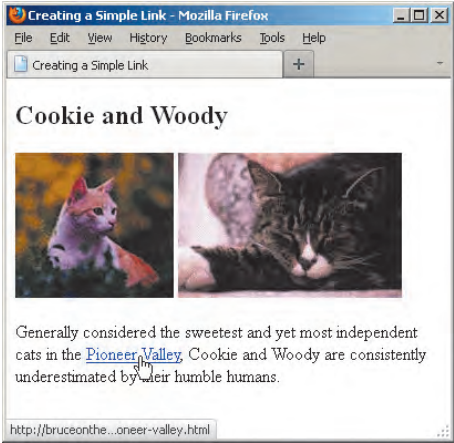 Creating a Simple Link - Mozilla Firefox
File Edit View History Bookmarks Tools Help
Creating a Simple Link
Cookie and Woody
Generally considered the sweetest and yet most independent
cats in the Pioneer Valley, Cookie and Woody are consistently
underestimated by their humble humans.
http://bruceonthe...oneer-valley.html